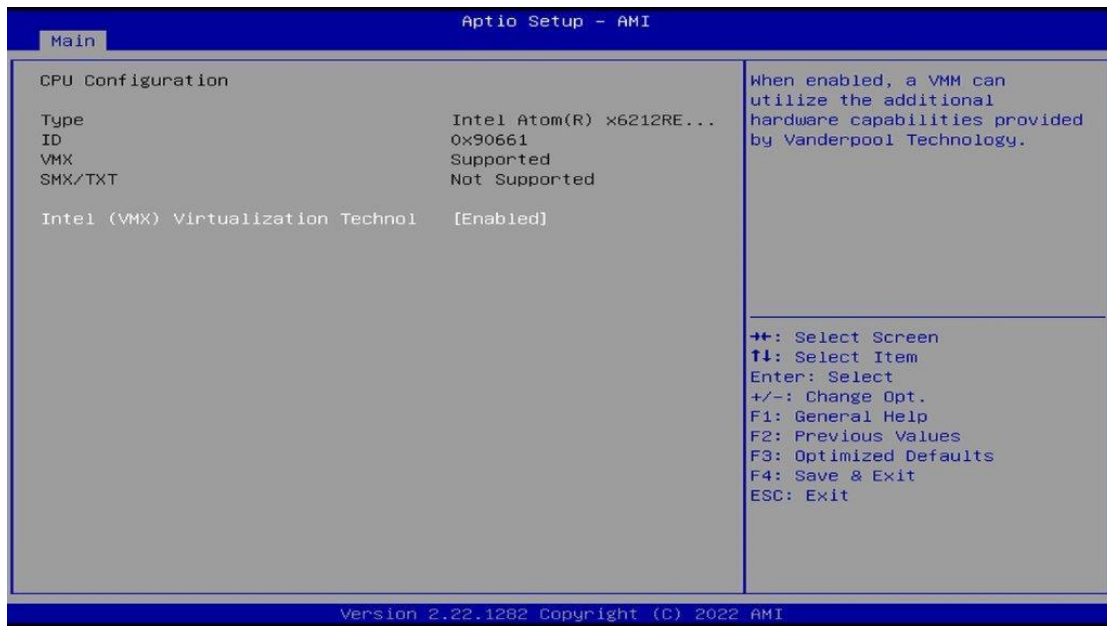 Aptio Setup – AMI
Main
CPU Configuration
Type Intel Atom(R) x6212RE...
ID 0x90661
VMX Supported
SMX/TXT Not Supported
Intel (VMX) Virtualization Technol [Enabled]
When enabled, a VMM can
utilize the additional
hardware capabilities provided
by Vanderpool Technology.
→←: Select Screen
↑↓: Select Item
Enter: Select
+/-: Change Opt.
F1: General Help
F2: Previous Values
F3: Optimized Defaults
F4: Save & Exit
ESC: Exit
Version 2.22.1282 Copyright (C) 2022 AMI